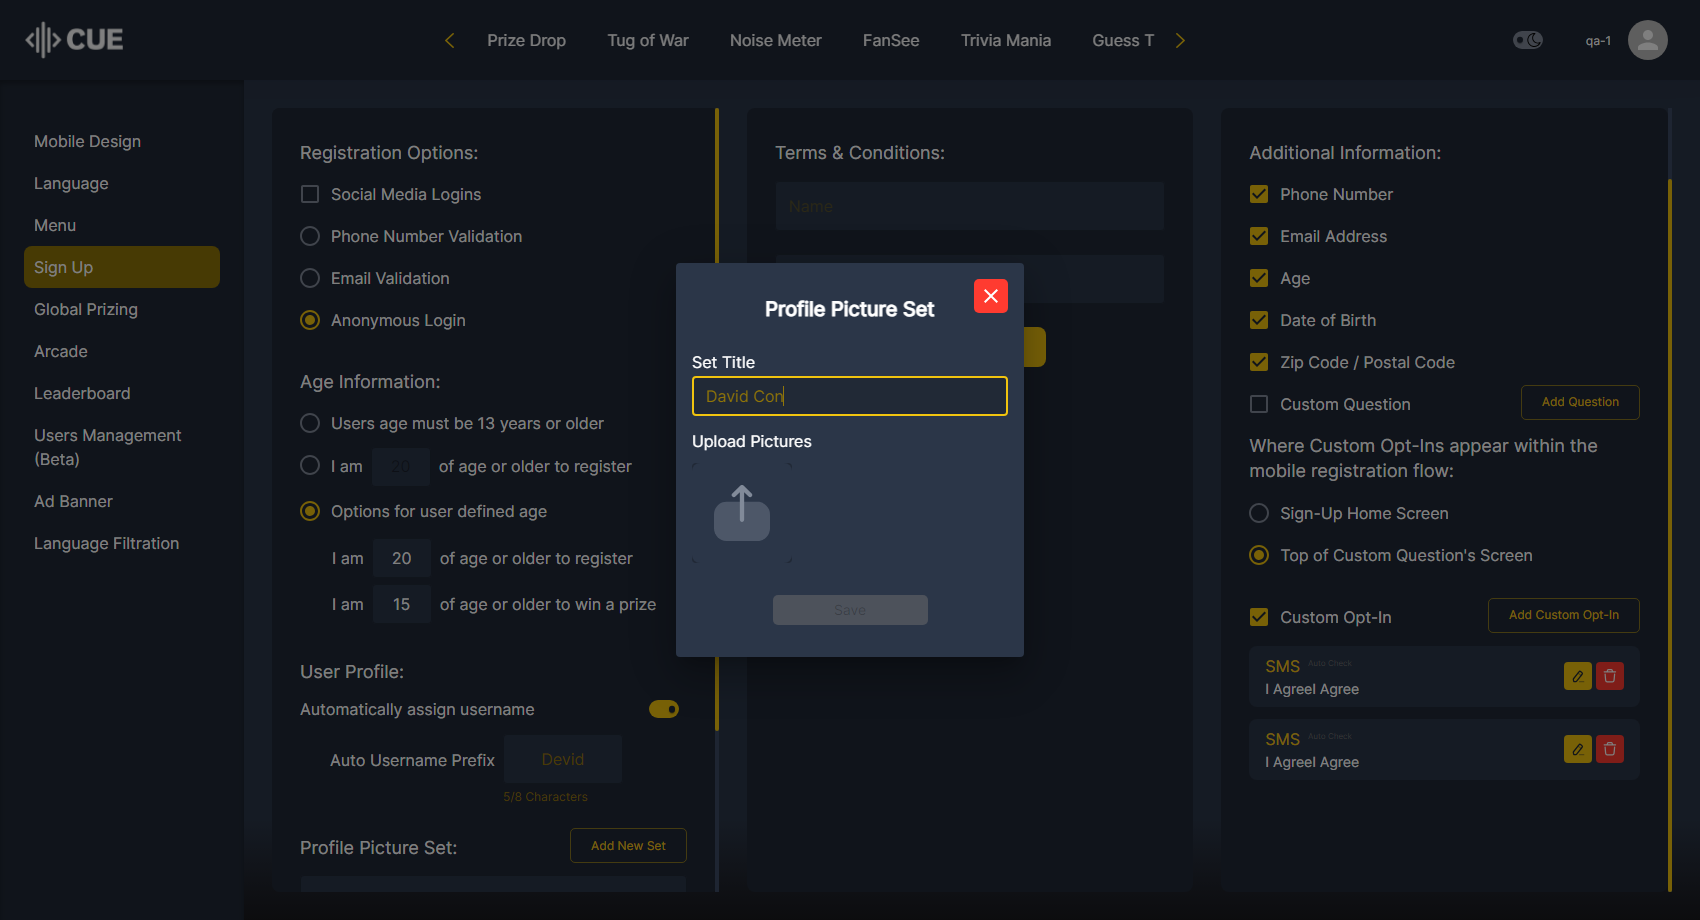 CUE
Prize Drop
Tug of War
Noise Meter
FanSee
Trivia Mania
Guess T
qa-1
Mobile Design
Language
Menu
Sign Up
Global Prizing
Arcade
Leaderboard
Users Management
(Beta)
Ad Banner
Language Filtration
Registration Options:
Social Media Logins
Phone Number Validation
Email Validation
Anonymous Login
Age Information:
Users age must be 13 years or older
I am 20 of age or older to register
Options for user defined age
I am 20 of age or older to register
I am 15 of age or older to win a prize
User Profile:
Automatically assign username
Auto Username Prefix Devid
5/8 Characters
Profile Picture Set:
Add New Set
Terms & Conditions:
Name
Profile Picture Set
Set Title
David Con
Upload Pictures
Save
Additional Information:
Phone Number
Email Address
Age
Date of Birth
Zip Code / Postal Code
Custom Question
Add Question
Where Custom Opt-Ins appear within the
mobile registration flow:
Sign-Up Home Screen
Top of Custom Question's Screen
Custom Opt-In
Add Custom Opt-In
SMS Auto Check
I AgreeI Agree
SMS Auto Check
I AgreeI Agree